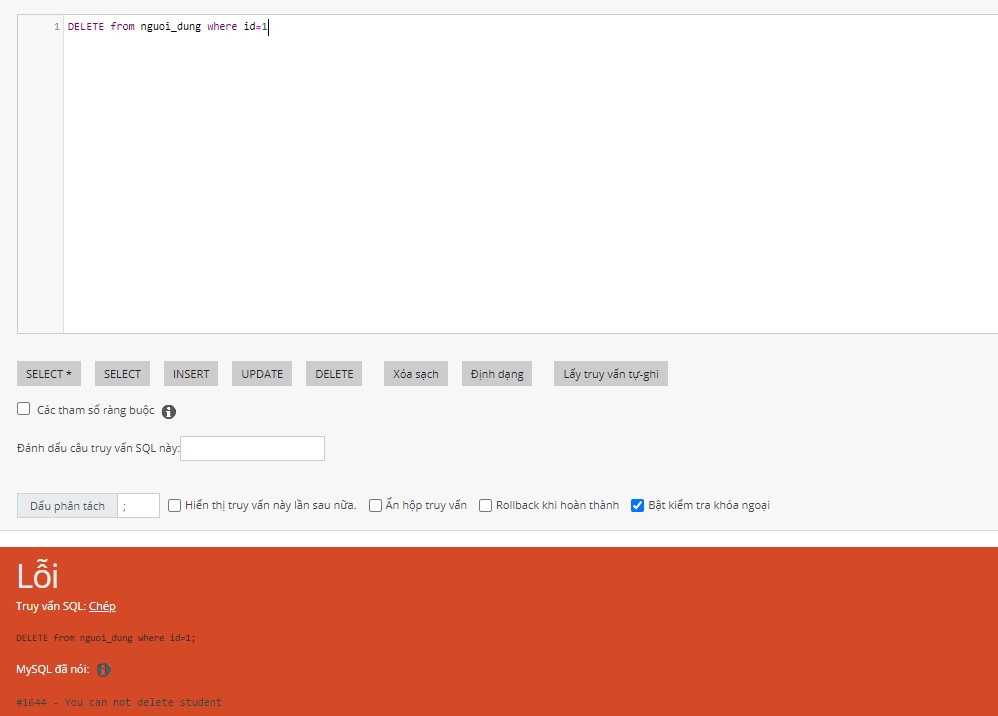 1 DELETE from nguoi_dung where id=1
SELECT * SELECT INSERT UPDATE DELETE Xóa sạch Định dạng Lấy truy vấn tự-ghi
Các tham số ràng buộc
Đánh dấu câu truy vấn SQL này:
Dấu phân tách ; Hiển thị truy vấn này lần sau nữa. Ẩn hộp truy vấn Rollback khi hoàn thành Bật kiểm tra khóa ngoại
Lỗi
Truy vấn SQL: Chép
DELETE from nguoi_dung where id=1;
MySQL đã nói:
#1644 - You can not delete student